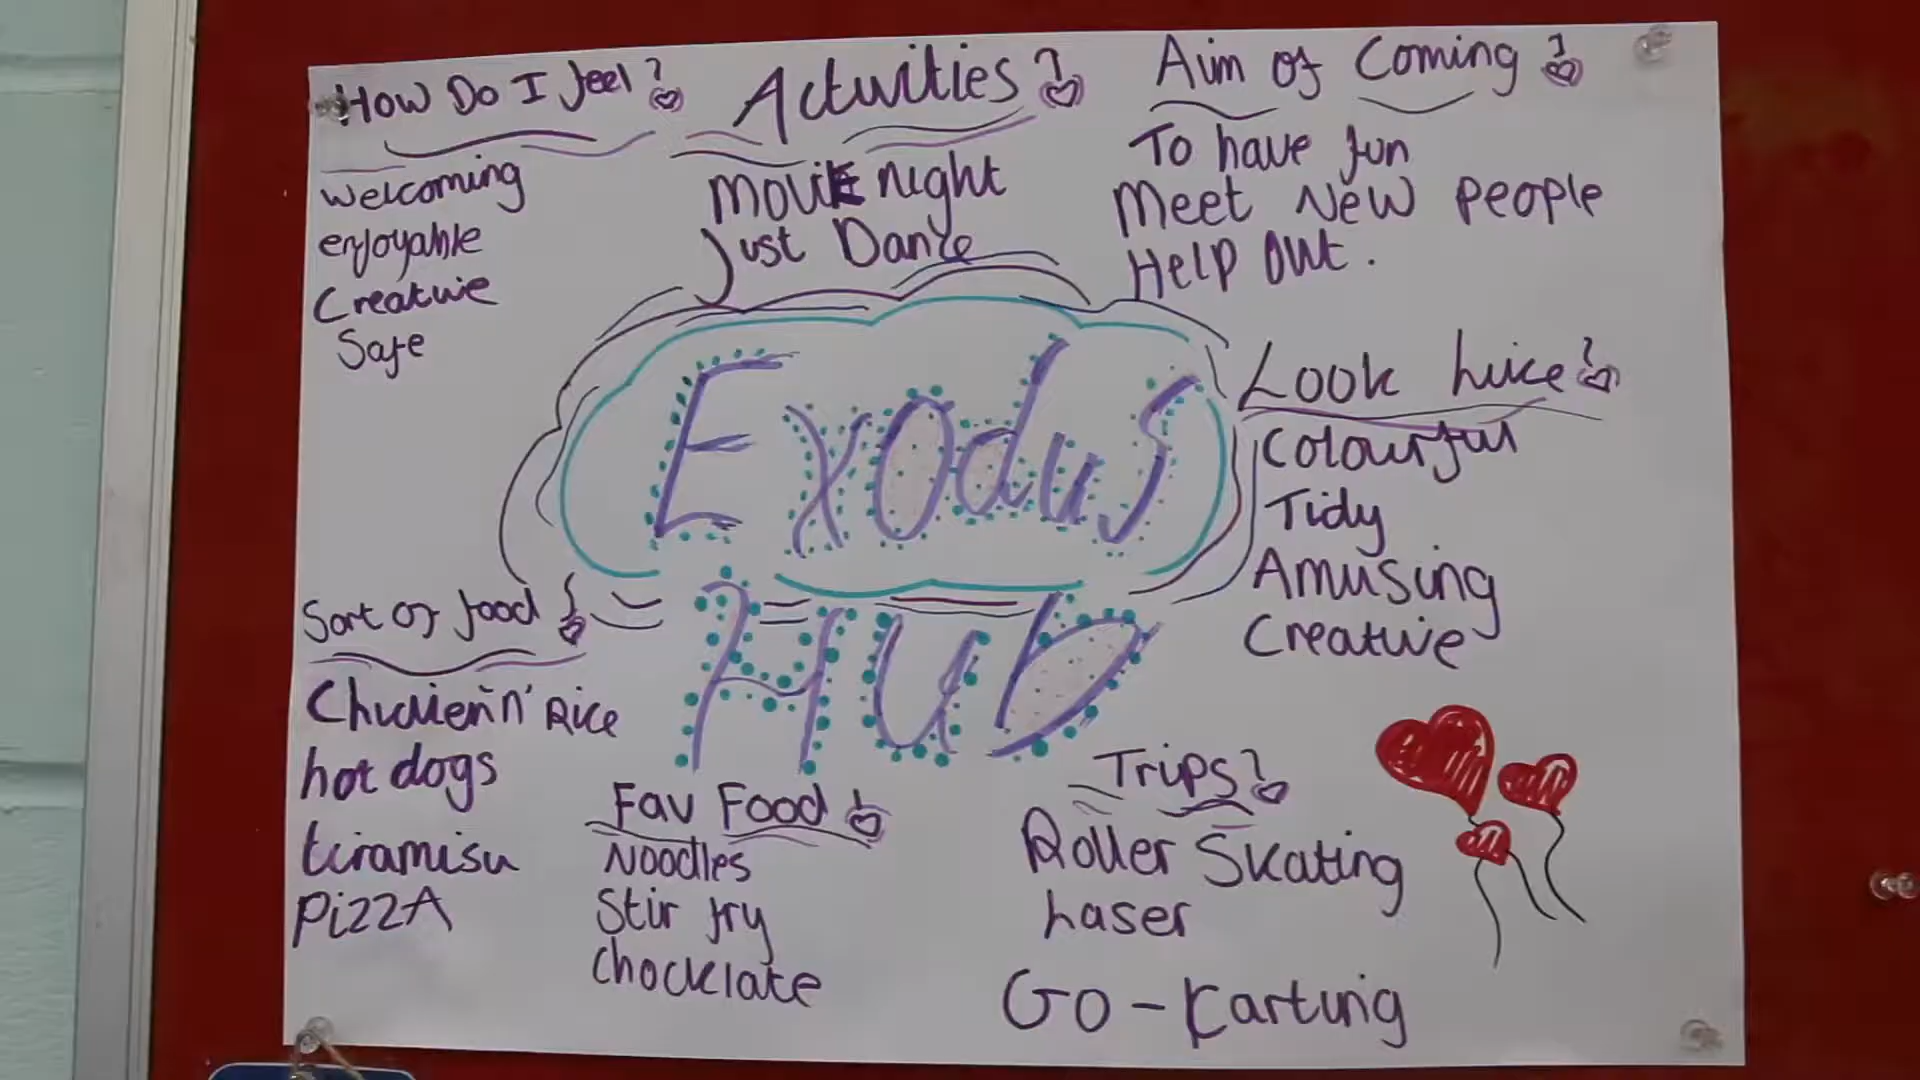 How Do I feel?
Welcoming
enjoyable
Creative
Safe
Activities?
Movie night
Just Dance
Aim of Coming?
To have fun
Meet New People
Help out.
Exodus
Hub
Look Like?
Colourful
Tidy
Amusing
Creative
Sort of food?
Chicken n' Rice
hot dogs
tiramisu
PizzA
Fav Food!
Noodles
Stir fry
Chocklate
Trips?
Roller Skating
Laser
Go-Karting